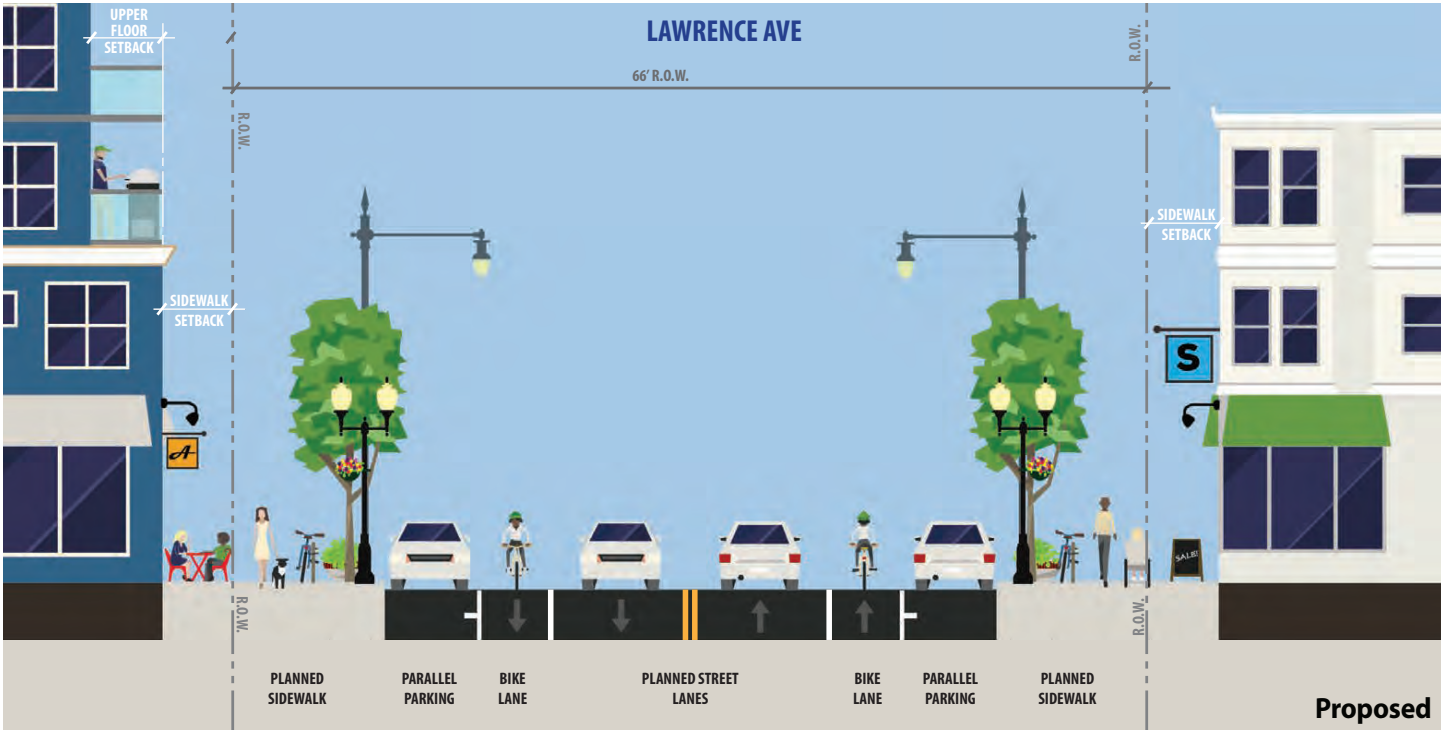 UPPER
FLOOR
SETBACK
LAWRENCE AVE
66' R.O.W.
R.O.W.
R.O.W.
SIDEWALK
SETBACK
SIDEWALK
SETBACK
S
A
SALE!
R.O.W.
R.O.W.
PLANNED
SIDEWALK
PARALLEL
PARKING
BIKE
LANE
PLANNED STREET
LANES
BIKE
LANE
PARALLEL
PARKING
PLANNED
SIDEWALK
Proposed